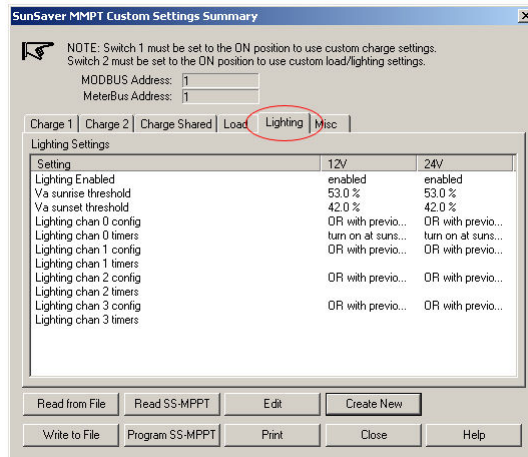 SunSaver MMPT Custom Settings Summary
NOTE: Switch 1 must be set to the ON position to use custom charge settings.
Switch 2 must be set to the ON position to use custom load/lighting settings.
MODBUS Address: 1
MeterBus Address: 1
Charge 1 Charge 2 Charge Shared Load Lighting Misc
Lighting Settings
Setting 12V 24V
Lighting Enabled enabled enabled
Va sunrise threshold 53.0 % 53.0 %
Va sunset threshold 42.0 % 42.0 %
Lighting chan 0 config OR with previo... OR with previo...
Lighting chan 0 timers turn on at suns... turn on at suns...
Lighting chan 1 config OR with previo... OR with previo...
Lighting chan 1 timers
Lighting chan 2 config OR with previo... OR with previo...
Lighting chan 2 timers
Lighting chan 3 config OR with previo... OR with previo...
Lighting chan 3 timers
Read from File Read SS-MPPT Edit Create New
Write to File Program SS-MPPT Print Close Help